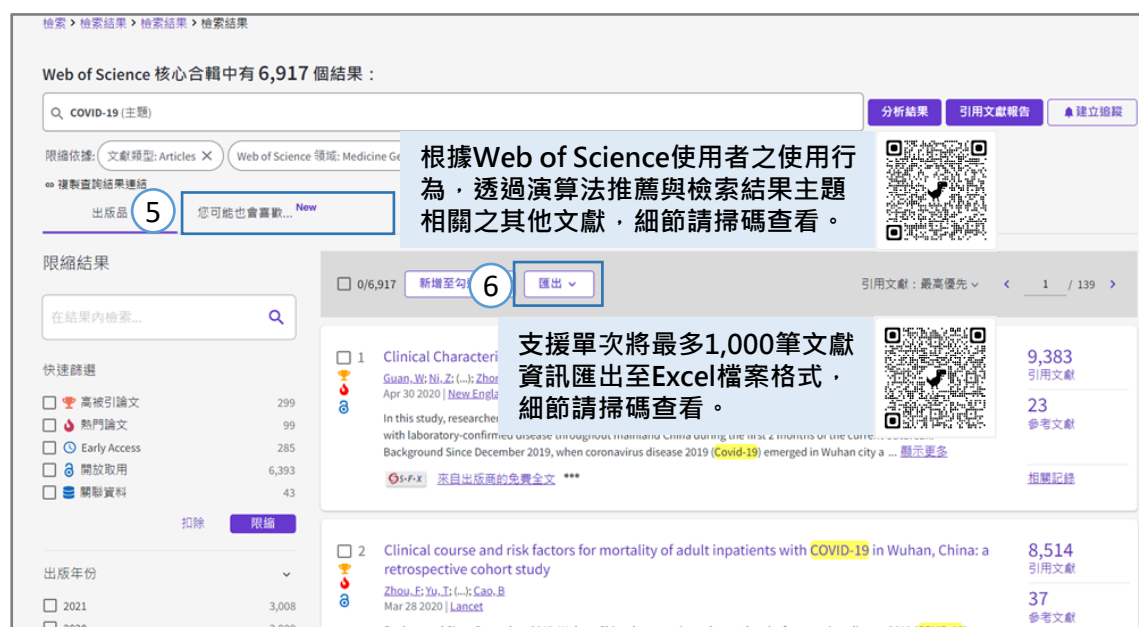 檢索 > 檢索結果 > 檢索結果 > 檢索結果
Web of Science 核心合輯中有 6,917 個結果：
COVID-19 (主題)
分析結果
引用文獻報告
建立追蹤
限縮依據:
文獻類型: Articles
Web of Science 領域: Medicine Ge
複製查詢結果連結
根據Web of Science使用者之使用行
為，透過演算法推薦與檢索結果主題
相關之其他文獻，細節請掃碼查看。
出版品
5
您可能也會喜歡... New
限縮結果
0/6,917
新增至勾
6
匯出
引用文獻：最高優先
1 / 139
在結果內檢索...
快速篩選
高被引論文 299
熱門論文 99
Early Access 285
開放取用 6,393
關聯資料 43
扣除
限縮
出版年份
2021 3,008
支援單次將最多1,000筆文獻
資訊匯出至Excel檔案格式，
細節請掃碼查看。
1
Clinical Characteri
Guan, W; Ni, Z; (...); Zhon
Apr 30 2020 | New Engla
In this study, researcher
with laboratory-confirmed disease throughout mainland China during the first 2 months of the current outbreak.
Background Since December 2019, when coronavirus disease 2019 (Covid-19) emerged in Wuhan city a ... 顯示更多
S·F·X
來自出版商的免費全文
9,383
引用文獻
23
參考文獻
相關記錄
2
Clinical course and risk factors for mortality of adult inpatients with COVID-19 in Wuhan, China: a
retrospective cohort study
Zhou, F; Yu, T; (...); Cao, B
Mar 28 2020 | Lancet
8,514
引用文獻
37
參考文獻